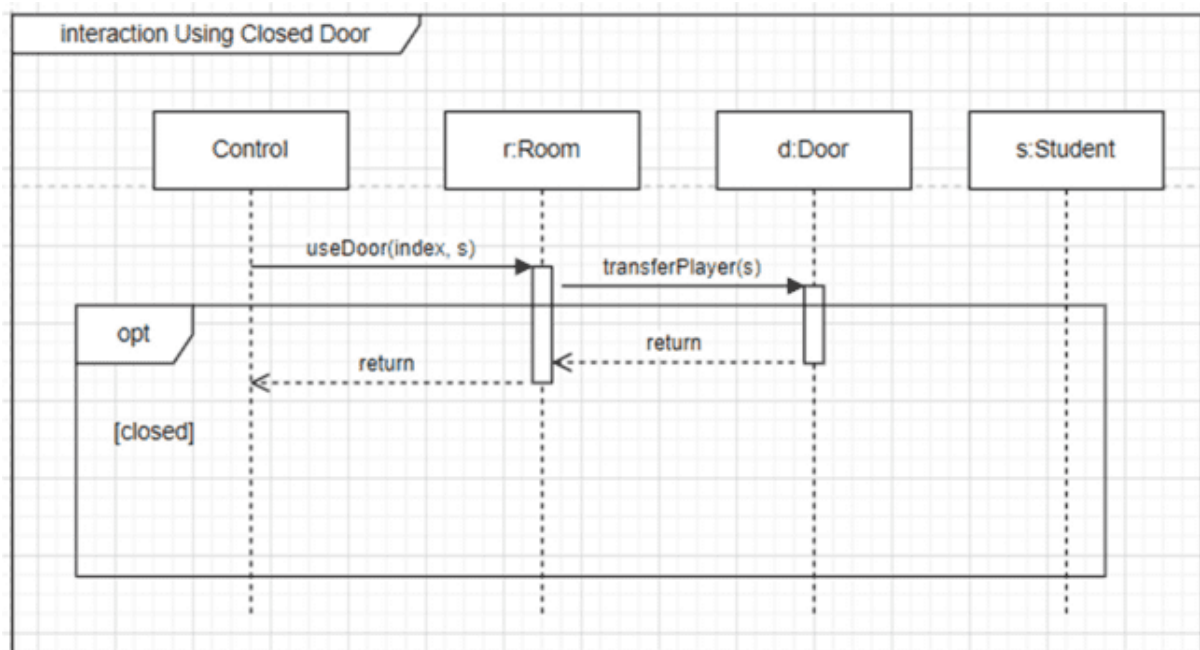 interaction Using Closed Door
Control
r:Room
d:Door
s:Student
useDoor(index, s)
transferPlayer(s)
opt
return
return
[closed]